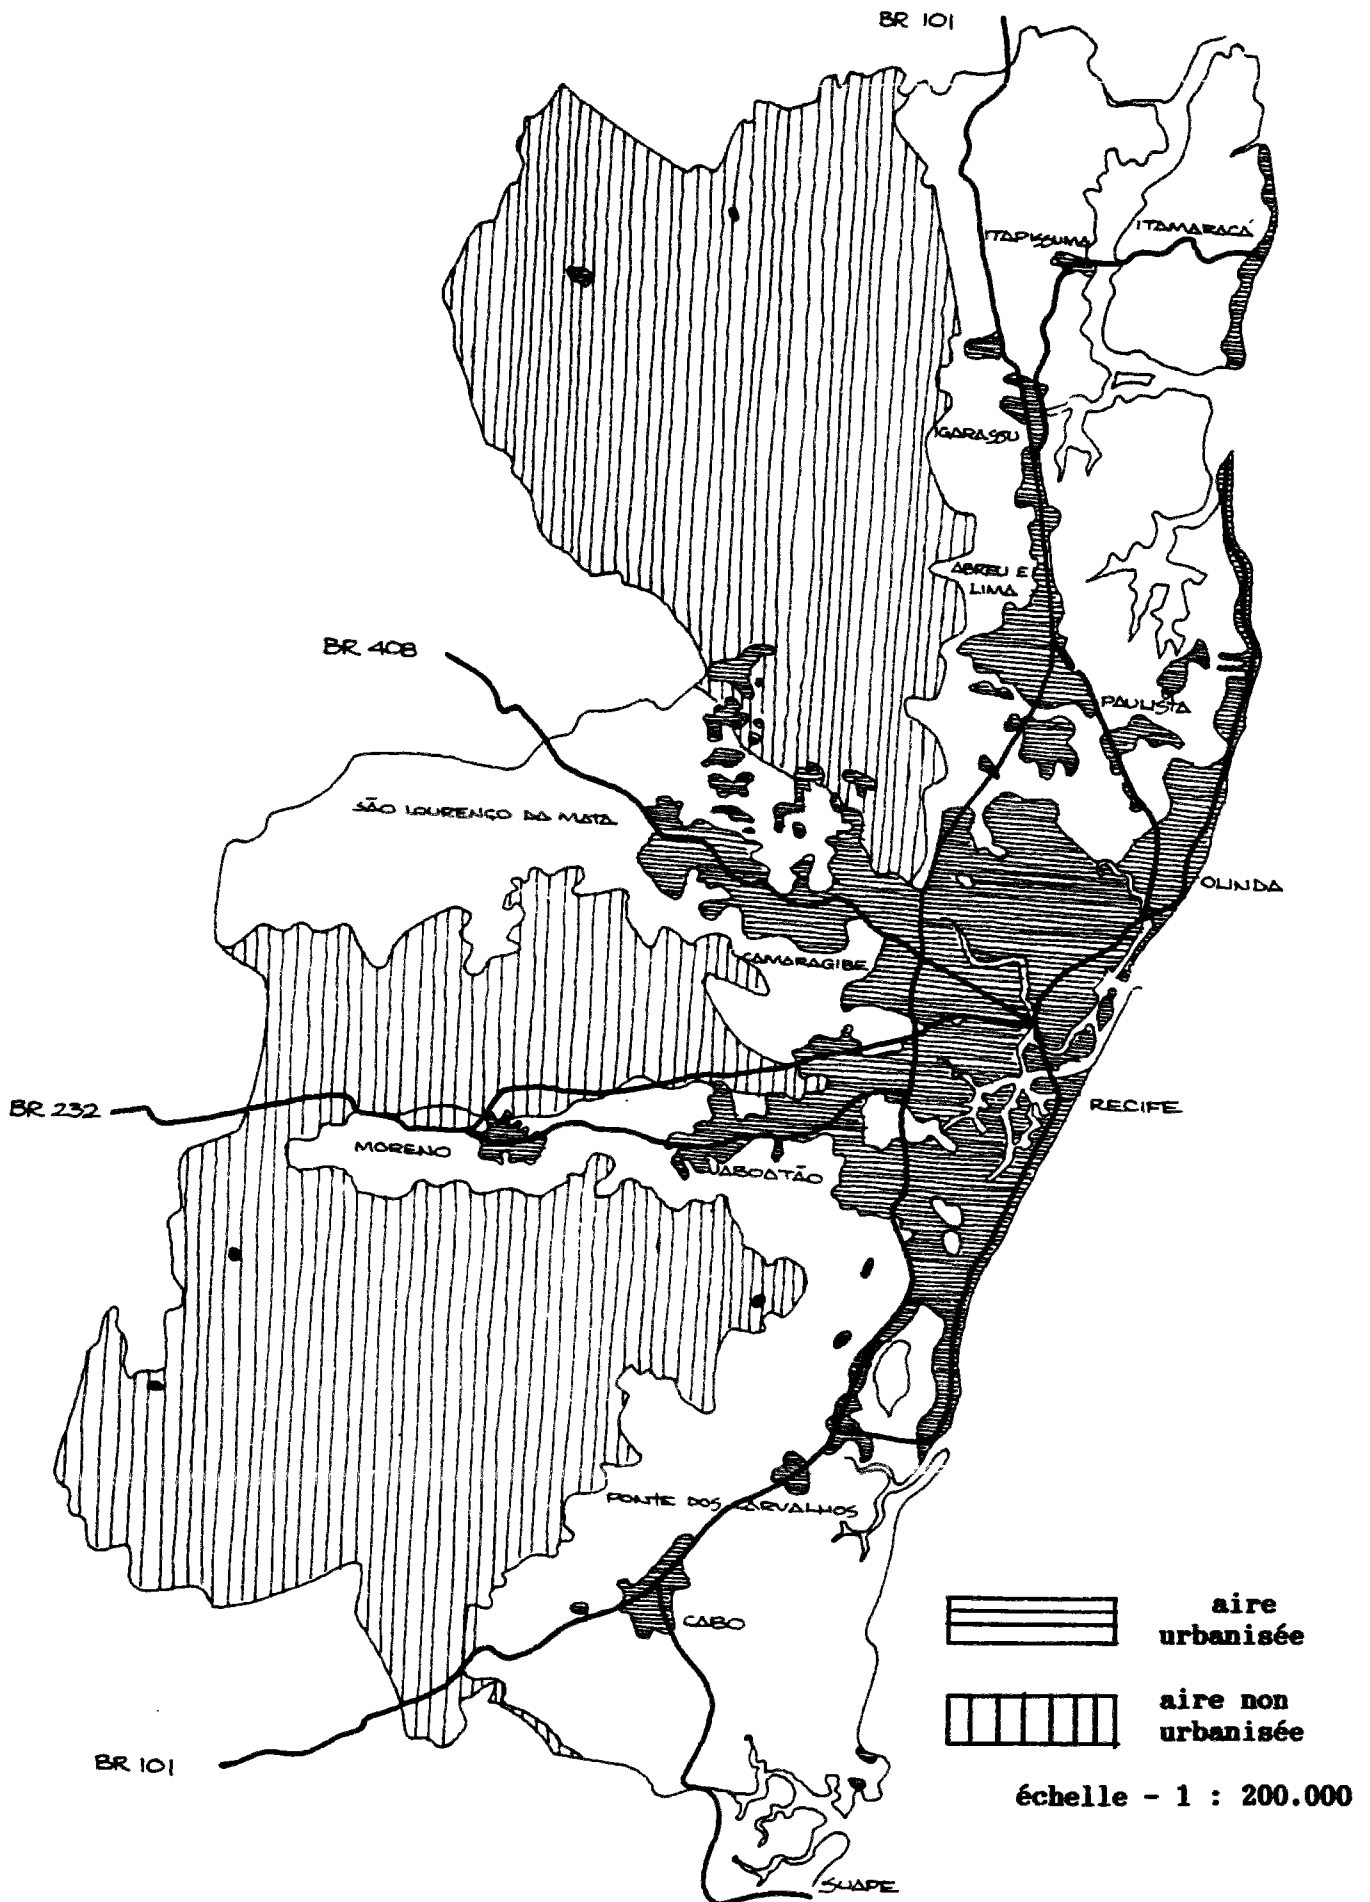 BR 101
ITAPISSUMA
ITAMARACÁ
IGARASSU
ABREU E
LIMA
BR 408
PAULISTA
SÃO LOURENÇO DA MATA
OLINDA
CAMARAGIBE
BR 232
RECIFE
MORENO
JABOATÃO
PONTE DOS CARVALHOS
CABO
aire
urbanisée
aire non
urbanisée
BR 101
échelle - 1 : 200.000
SUAPE